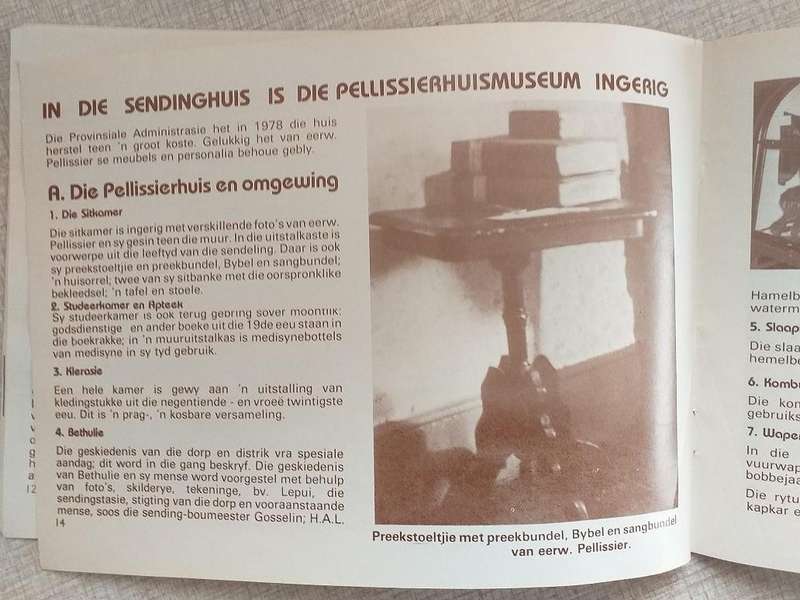 IN DIE SENDINGHUIS IS DIE PELLISSIERHUISMUSEUM INGERIG
Die Provinsiale Administrasie het in 1978 die huis
herstel teen 'n groot koste. Gelukkig het van eerw.
Pellissier se meubels en personalia behoue gebly.
A. Die Pellissierhuis en omgewing
1. Die Sitkamer
Die sitkamer is ingerig met verskillende foto's van eerw.
Pellissier en sy gesin teen die muur. In die uitstalkaste is
voorwerpe uit die leeftyd van die sendeling. Daar is ook
sy preekstoeltjie en preekbundel, Bybel en sangbundel;
'n huisorrel; twee van sy sitbanke met die oorspronlike
bekleedsel; 'n tafel en stoele.
2. Studeerkamer en Apteek
Sy studeerkamer is ook terug gebring sover moontlik:
godsdienstige en ander boeke uit die 19de eeu staan in
die boekrakke; in 'n muuruitstalkas is medisynebottels
van medisyne in sy tyd gebruik.
3. Klerasie
Een hele kamer is gewy aan 'n uitstalling van
kledingstukke uit die negentiende - en vroeë twintigste
eeu. Dit is 'n prag-, 'n kosbare versameling.
4. Bethulie
Die geskiedenis van die dorp en distrik vra spesiale
aandag; dit word in die gang beskryf. Die geskiedenis
van Bethulie en sy mense word voorgestel met behulp
van foto's, skilderye, tekeninge, bv. Lepui, die
sendingstasie, stigting van die dorp en vooraanstaande
mense, soos die sending-boumeester Gosselin; H.A.L.
14
Preekstoeltjie met preekbundel, Bybel en sangbundel
van eerw. Pellissier.
12
Hamelb
waterm
5. Slaap
Die slaa
hemelbe
6. Kombu
Die kom
gebruiks
7. Wapen
In die
vuurwap
bobbejaa
Die rytu
kapkar e